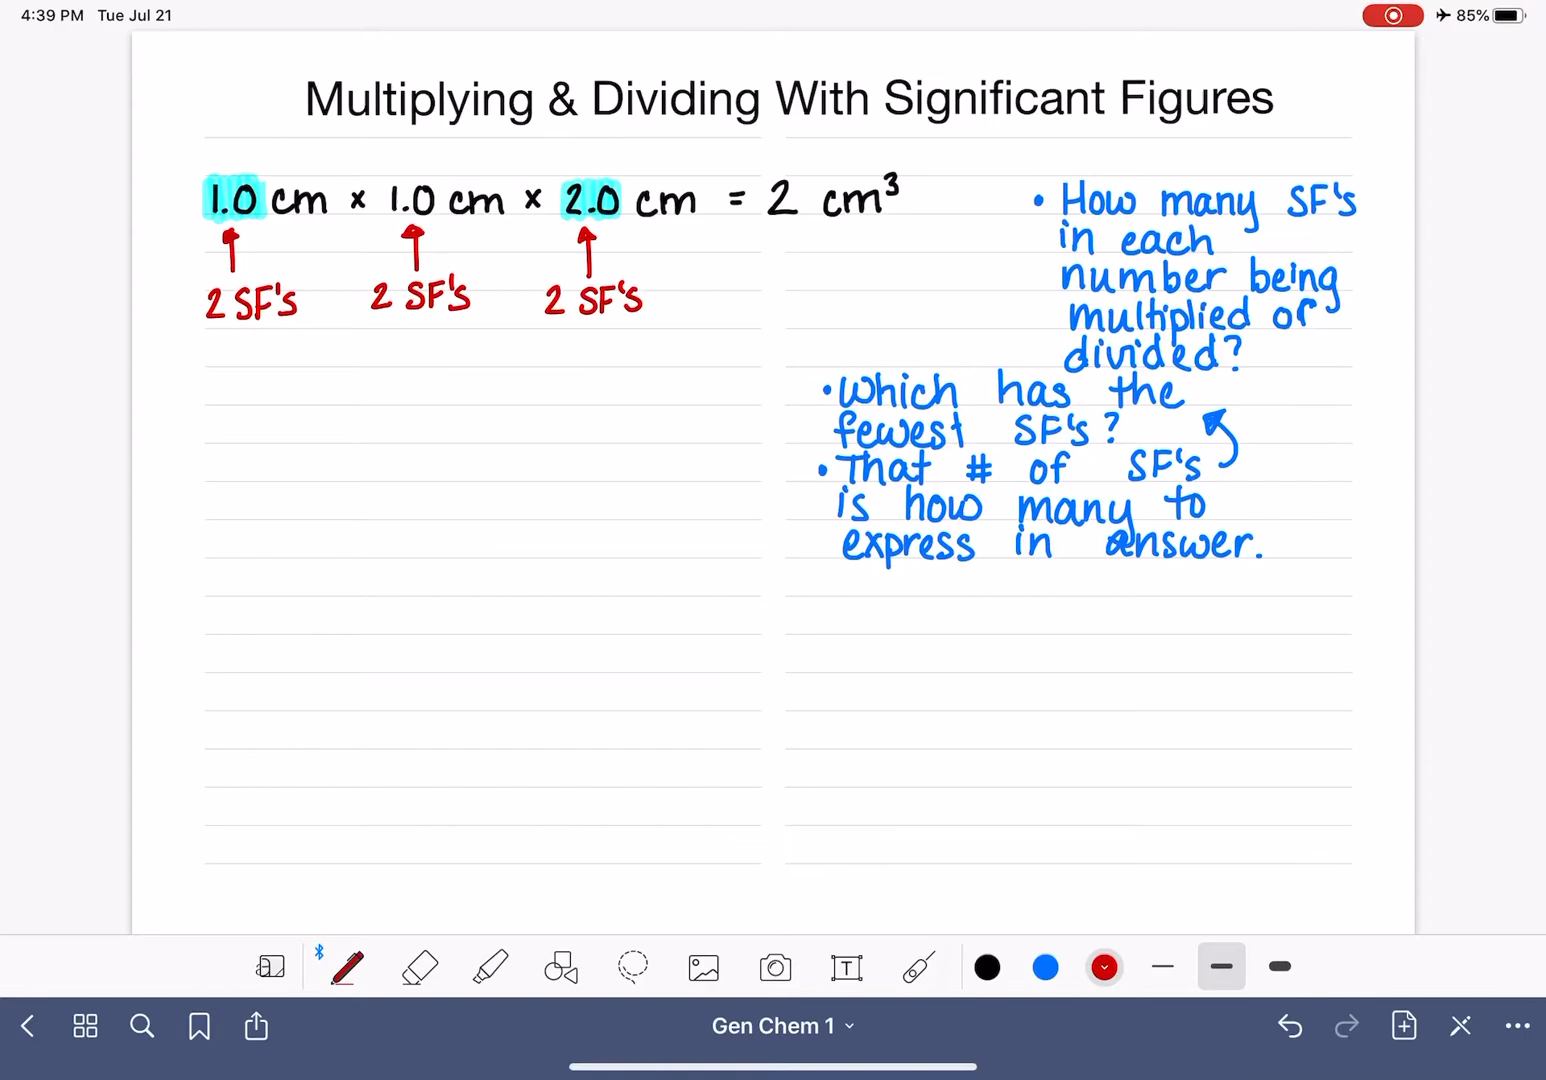 4:39 PM Tue Jul 21
85%
Multiplying & Dividing With Significant Figures
1.0 cm × 1.0 cm × 2.0 cm = 2 cm³
2 SF's 2 SF's 2 SF's
• How many SF's
in each
number being
multiplied or
divided?
• Which has the
fewest SF's?
• That # of SF's
is how many to
express in answer.
T
Gen Chem 1